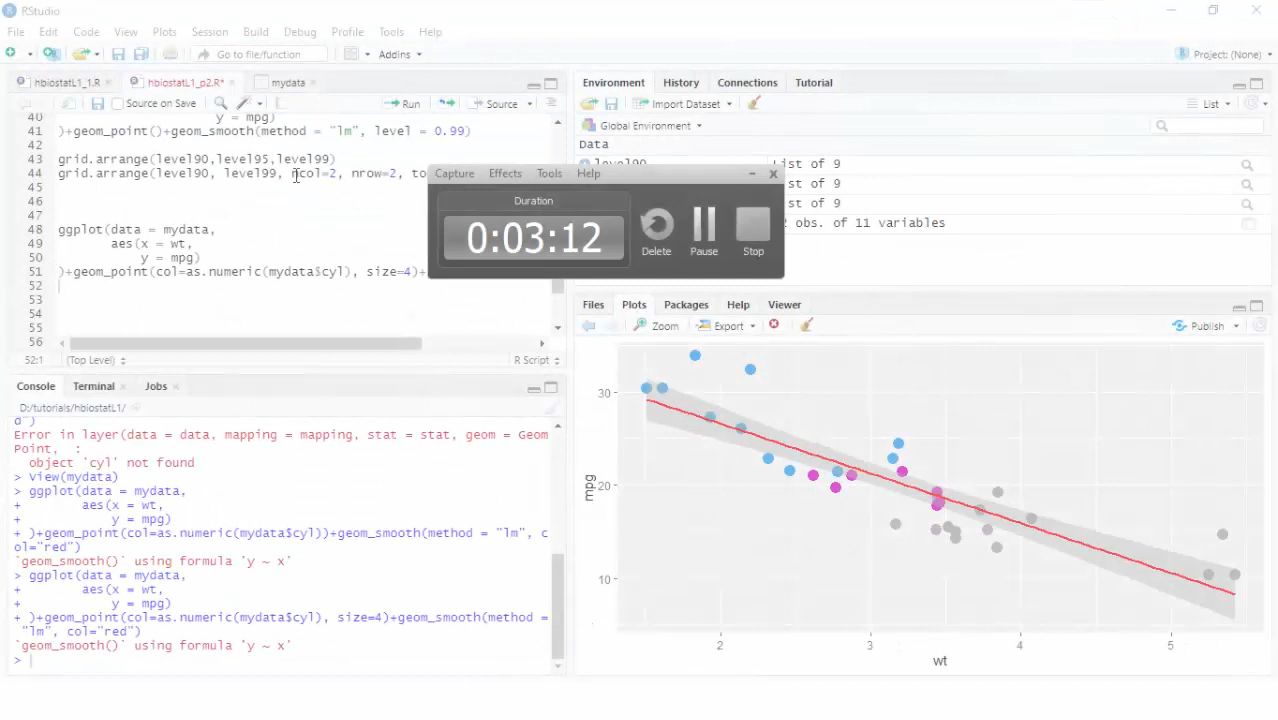 RStudio
File Edit Code View Plots Session Build Debug Profile Tools Help
Go to file/function Addins Project: (None)
hbiostatL1_1.R hbiostatL1_p2.R* mydata
Source on Save Run Source
40 y = mpg)
41 )+geom_point()+geom_smooth(method = "lm", level = 0.99)
42
43 grid.arrange(level90,level95,level99)
44 grid.arrange(level90, level99, ncol=2, nrow=2, to
45
46
47
48 ggplot(data = mydata,
49 aes(x = wt,
50 y = mpg)
51 )+geom_point(col=as.numeric(mydata$cyl), size=4)+
52
53
54
55
56
52:1 (Top Level) R Script
Console Terminal Jobs
D:/tutorials/hbiostatL1/
d")
Error in layer(data = data, mapping = mapping, stat = stat, geom = Geom
Point, :
object 'cyl' not found
> View(mydata)
> ggplot(data = mydata,
+ aes(x = wt,
+ y = mpg)
+ )+geom_point(col=as.numeric(mydata$cyl))+geom_smooth(method = "lm", c
ol="red")
`geom_smooth()` using formula 'y ~ x'
> ggplot(data = mydata,
+ aes(x = wt,
+ y = mpg)
+ )+geom_point(col=as.numeric(mydata$cyl), size=4)+geom_smooth(method =
"lm", col="red")
`geom_smooth()` using formula 'y ~ x'
>
Capture Effects Tools Help
Duration
0:03:12
Delete Pause Stop
Environment History Connections Tutorial
Import Dataset List
Global Environment
Data
level90 List of 9
st of 9
st of 9
2 obs. of 11 variables
Files Plots Packages Help Viewer
Zoom Export Publish
mpg
30
20
10
2 3 4 5
wt